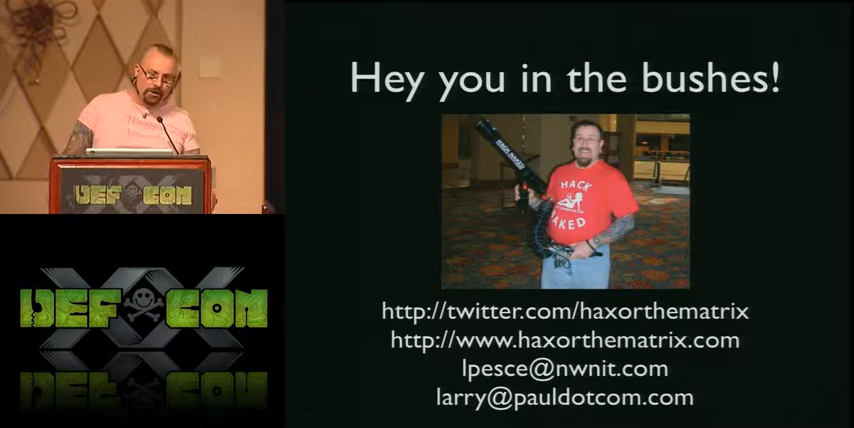 Hey you in the bushes!
HACK
NAKED
http://twitter.com/haxorthematrix
http://www.haxorthematrix.com
lpesce@nwnit.com
larry@pauldotcom.com
DEF CON
DEF CON